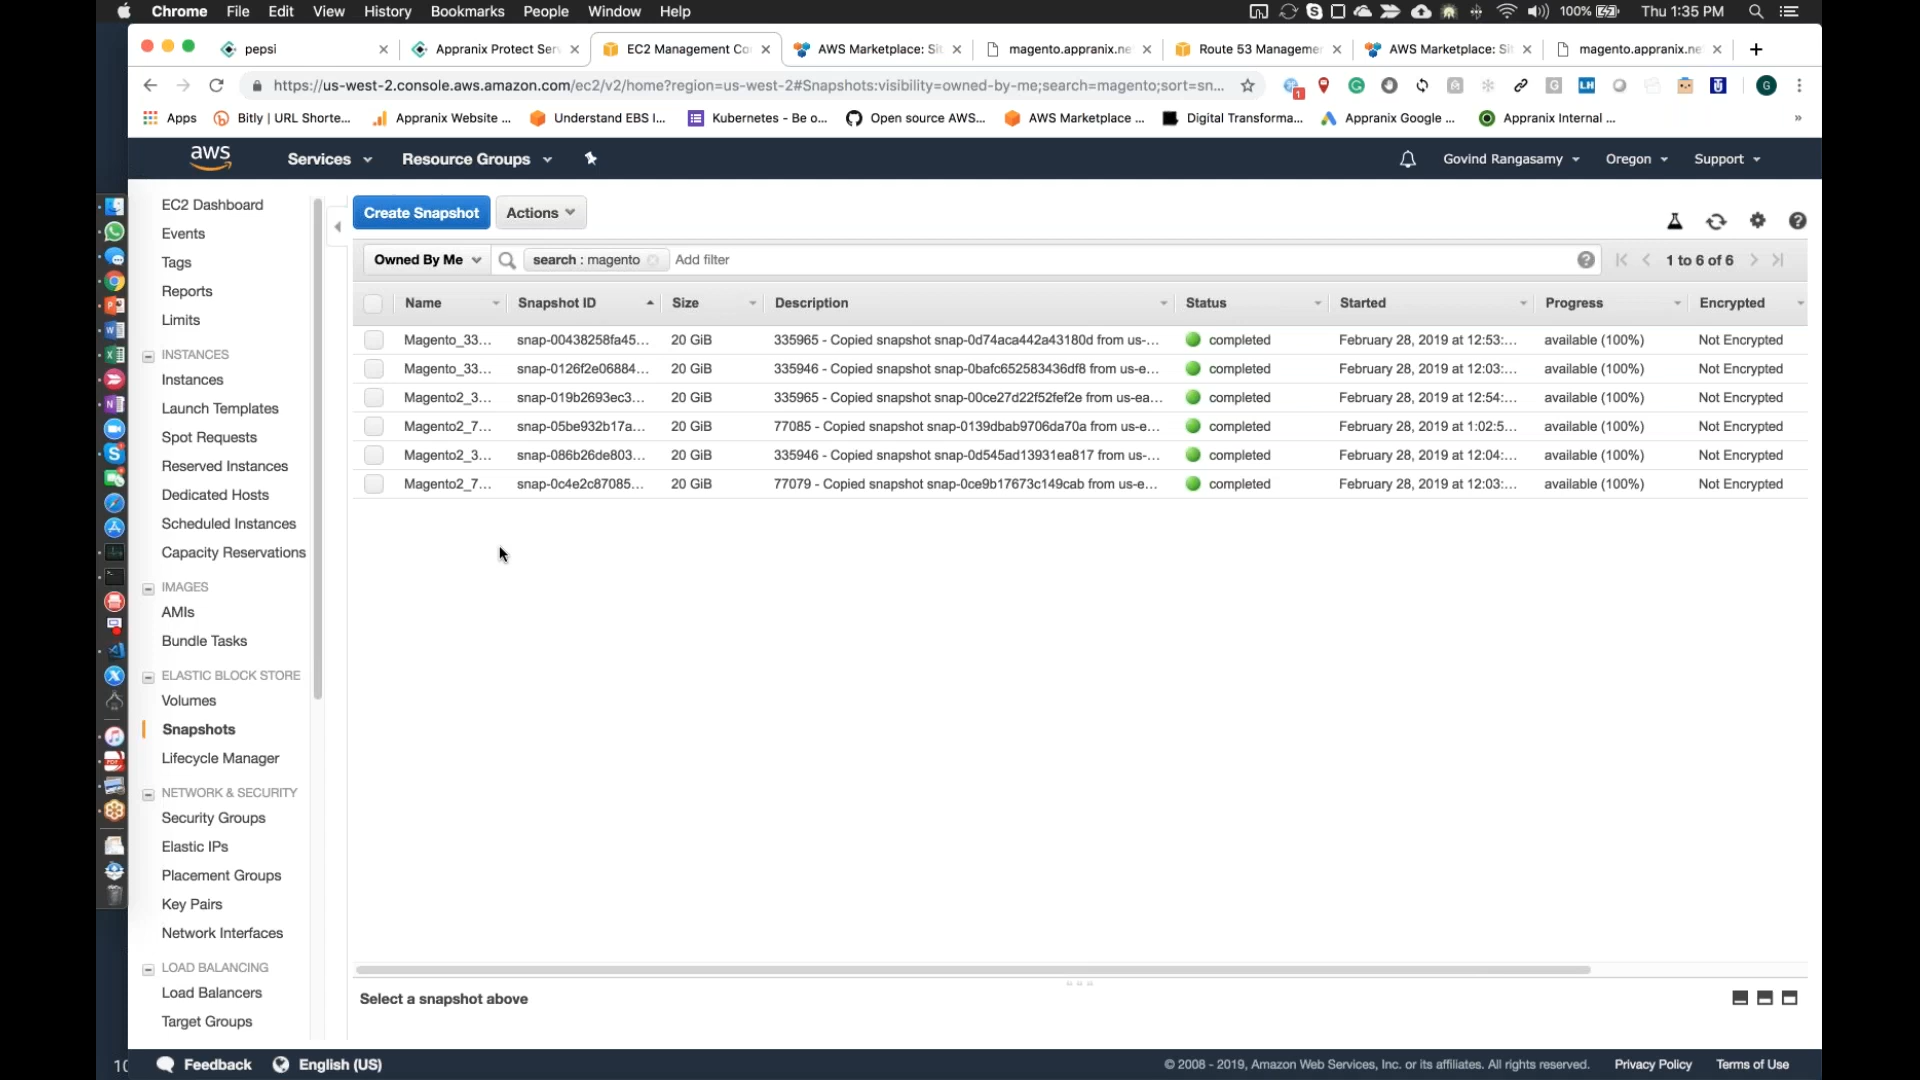 Chrome File Edit View History Bookmarks People Window Help 100% Thu 1:35 PM
pepsi
Appranix Protect Ser
EC2 Management Co
AWS Marketplace: Si
magento.appranix.ne
Route 53 Manageme
AWS Marketplace: Si
magento.appranix.ne
https://us-west-2.console.aws.amazon.com/ec2/v2/home?region=us-west-2#Snapshots:visibility=owned-by-me;search=magento;sort=sn...
1
LH
G
Apps
Bitly | URL Shorte...
Appranix Website ...
Understand EBS I...
Kubernetes - Be o...
Open source AWS...
AWS Marketplace ...
Digital Transforma...
Appranix Google ...
Appranix Internal ...
»
aws Services Resource Groups Govind Rangasamy Oregon Support
EC2 Dashboard
Events
Tags
Reports
Limits
INSTANCES
Instances
Launch Templates
Spot Requests
Reserved Instances
Dedicated Hosts
Scheduled Instances
Capacity Reservations
IMAGES
AMIs
Bundle Tasks
ELASTIC BLOCK STORE
Volumes
Snapshots
Lifecycle Manager
NETWORK & SECURITY
Security Groups
Elastic IPs
Placement Groups
Key Pairs
Network Interfaces
LOAD BALANCING
Load Balancers
Target Groups
Create Snapshot Actions
Owned By Me search : magento Add filter 1 to 6 of 6
Name Snapshot ID Size Description Status Started Progress Encrypted
Magento_33... snap-00438258fa45... 20 GiB 335965 - Copied snapshot snap-0d74aca442a43180d from us-... completed February 28, 2019 at 12:53:... available (100%) Not Encrypted
Magento_33... snap-0126f2e06884... 20 GiB 335946 - Copied snapshot snap-0bafc652583436df8 from us-e... completed February 28, 2019 at 12:03:... available (100%) Not Encrypted
Magento2_3... snap-019b2693ec3... 20 GiB 335965 - Copied snapshot snap-00ce27d22f52fef2e from us-ea... completed February 28, 2019 at 12:54:... available (100%) Not Encrypted
Magento2_7... snap-05be932b17a... 20 GiB 77085 - Copied snapshot snap-0139dbab9706da70a from us-e... completed February 28, 2019 at 1:02:5... available (100%) Not Encrypted
Magento2_3... snap-086b26de803... 20 GiB 335946 - Copied snapshot snap-0d545ad13931ea817 from us-... completed February 28, 2019 at 12:04:... available (100%) Not Encrypted
Magento2_7... snap-0c4e2c87085... 20 GiB 77079 - Copied snapshot snap-0ce9b17673c149cab from us-e... completed February 28, 2019 at 12:03:... available (100%) Not Encrypted
Select a snapshot above
Feedback English (US) © 2008 - 2019, Amazon Web Services, Inc. or its affiliates. All rights reserved. Privacy Policy Terms of Use